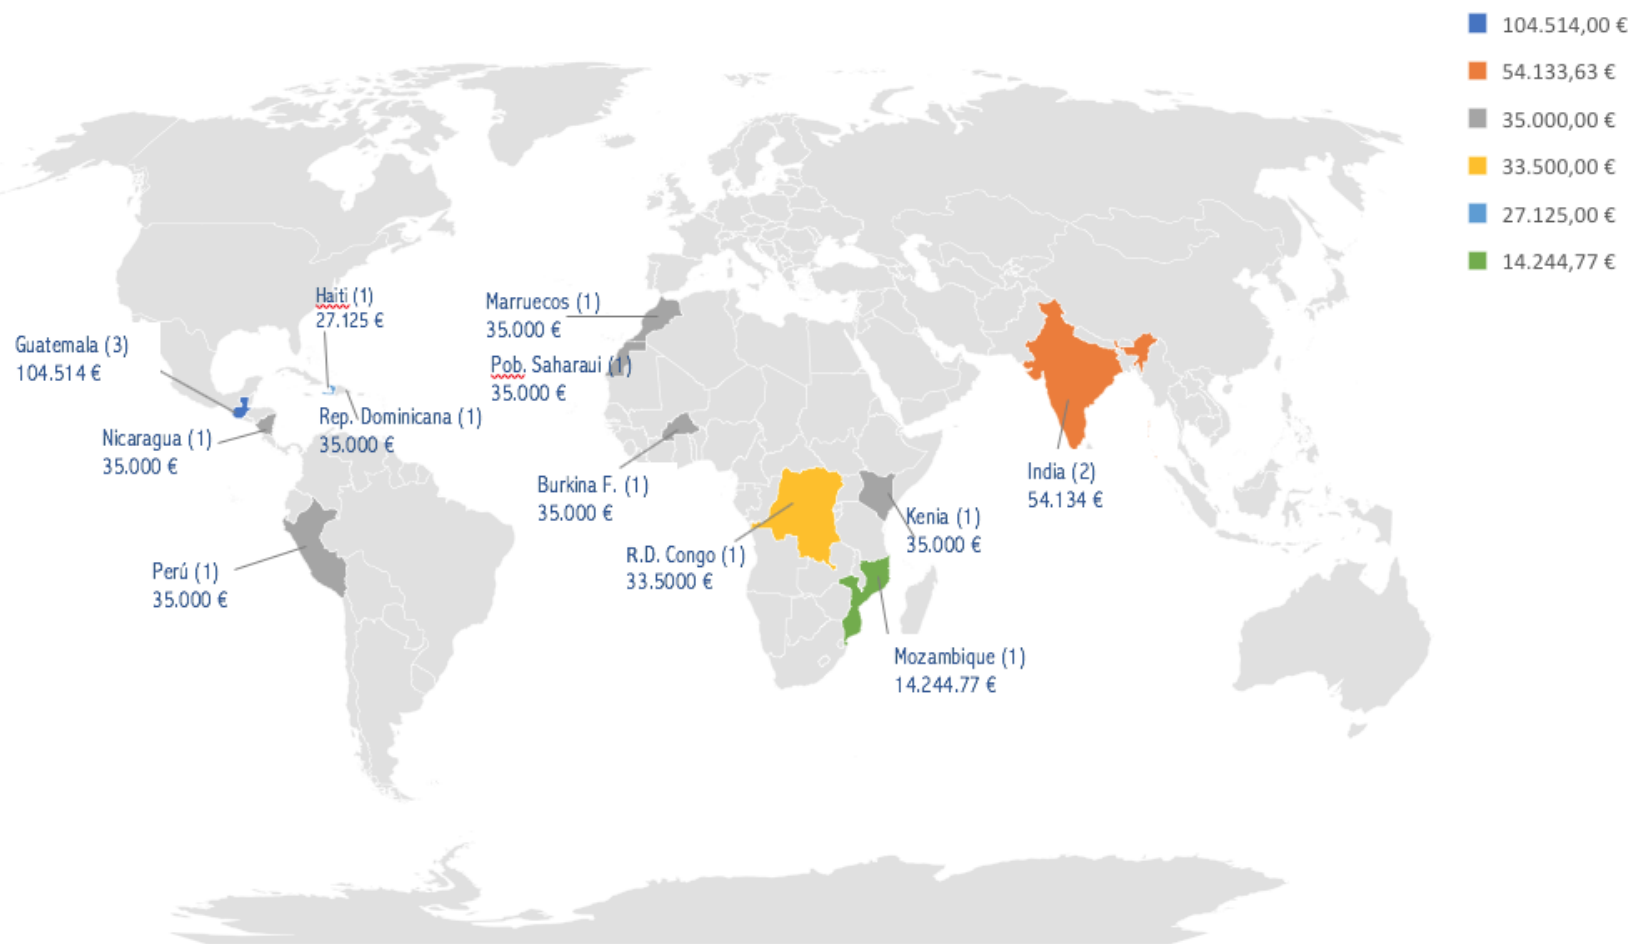 104.514,00 €
54.133,63 €
35.000,00 €
33.500,00 €
27.125,00 €
14.244,77 €
Haiti (1)
27.125 €
Guatemala (3)
104.514 €
Rep. Dominicana (1)
35.000 €
Nicaragua (1)
35.000 €
Perú (1)
35.000 €
Marruecos (1)
35.000 €
Pob. Saharaui (1)
35.000 €
Burkina F. (1)
35.000 €
R.D. Congo (1)
33.5000 €
Kenia (1)
35.000 €
Mozambique (1)
14.244.77 €
India (2)
54.134 €